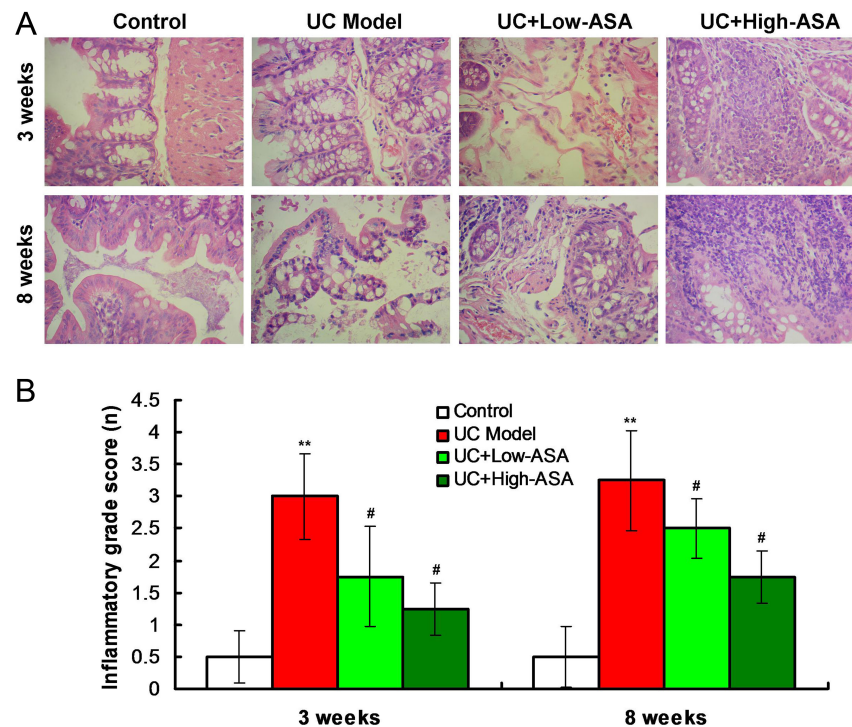 A
Control UC Model UC+Low-ASA UC+High-ASA
3 weeks
8 weeks
B
Inflammatory grade score (n)
4.5
4
3.5
3
2.5
2
1.5
1
0.5
0
Control
UC Model
UC+Low-ASA
UC+High-ASA
** # #
** # #
3 weeks 8 weeks